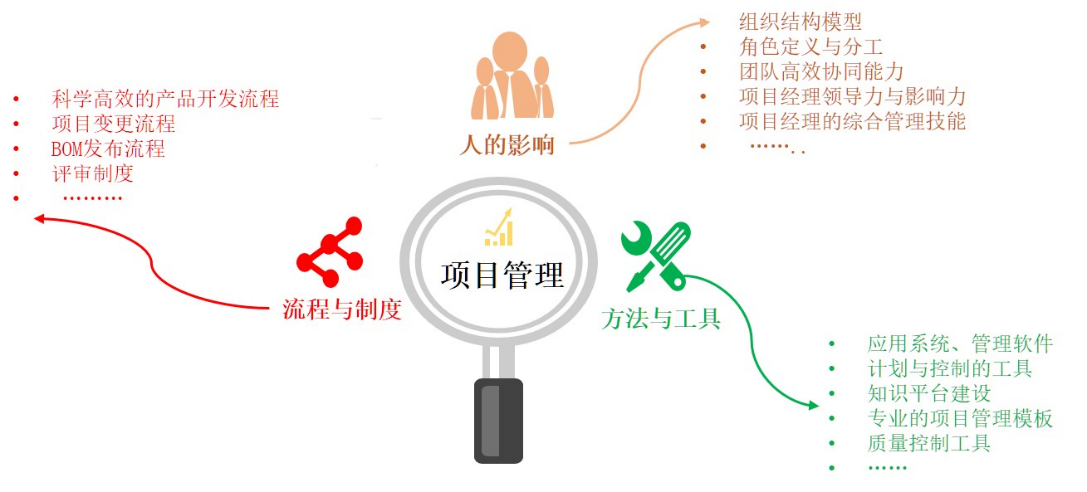 组织结构模型
角色定义与分工
团队高效协同能力
项目经理领导力与影响力
项目经理的综合管理技能
……..
人的影响
科学高效的产品开发流程
项目变更流程
BOM发布流程
评审制度
………
流程与制度
项目管理
方法与工具
应用系统、管理软件
计划与控制的工具
知识平台建设
专业的项目管理模板
质量控制工具
……